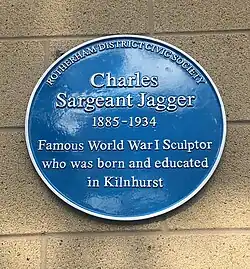 ROTHERHAM DISTRICT CIVIC SOCIETY
Charles
Sargeant Jagger
1885-1934
Famous World War I Sculptor
who was born and educated
in Kilnhurst